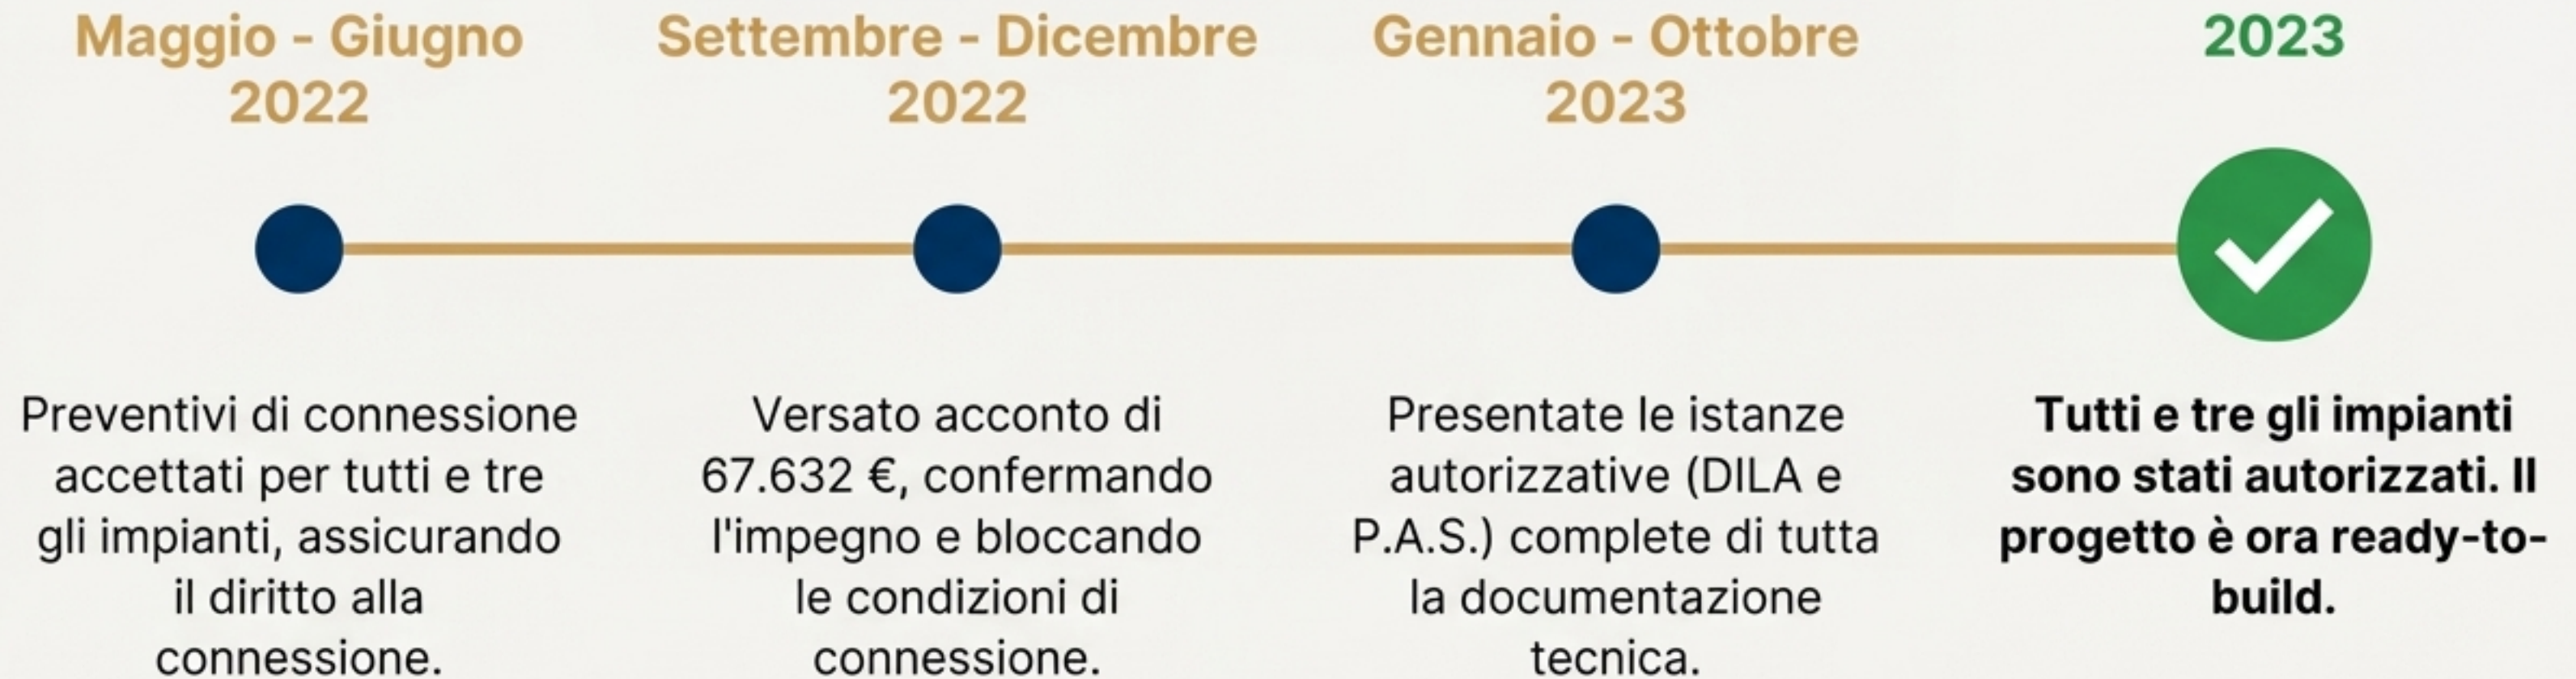 Maggio - Giugno
2022
Preventivi di connessione
accettati per tutti e tre
gli impianti, assicurando
il diritto alla
connessione.
Settembre - Dicembre
2022
Versato acconto di
67.632 €, confermando
l'impegno e bloccando
le condizioni di
connessione.
Gennaio - Ottobre
2023
Presentate le istanze
autorizzative (DILA e
P.A.S.) complete di tutta
la documentazione
tecnica.
2023
Tutti e tre gli impianti
sono stati autorizzati. Il
progetto è ora ready-to-
build.